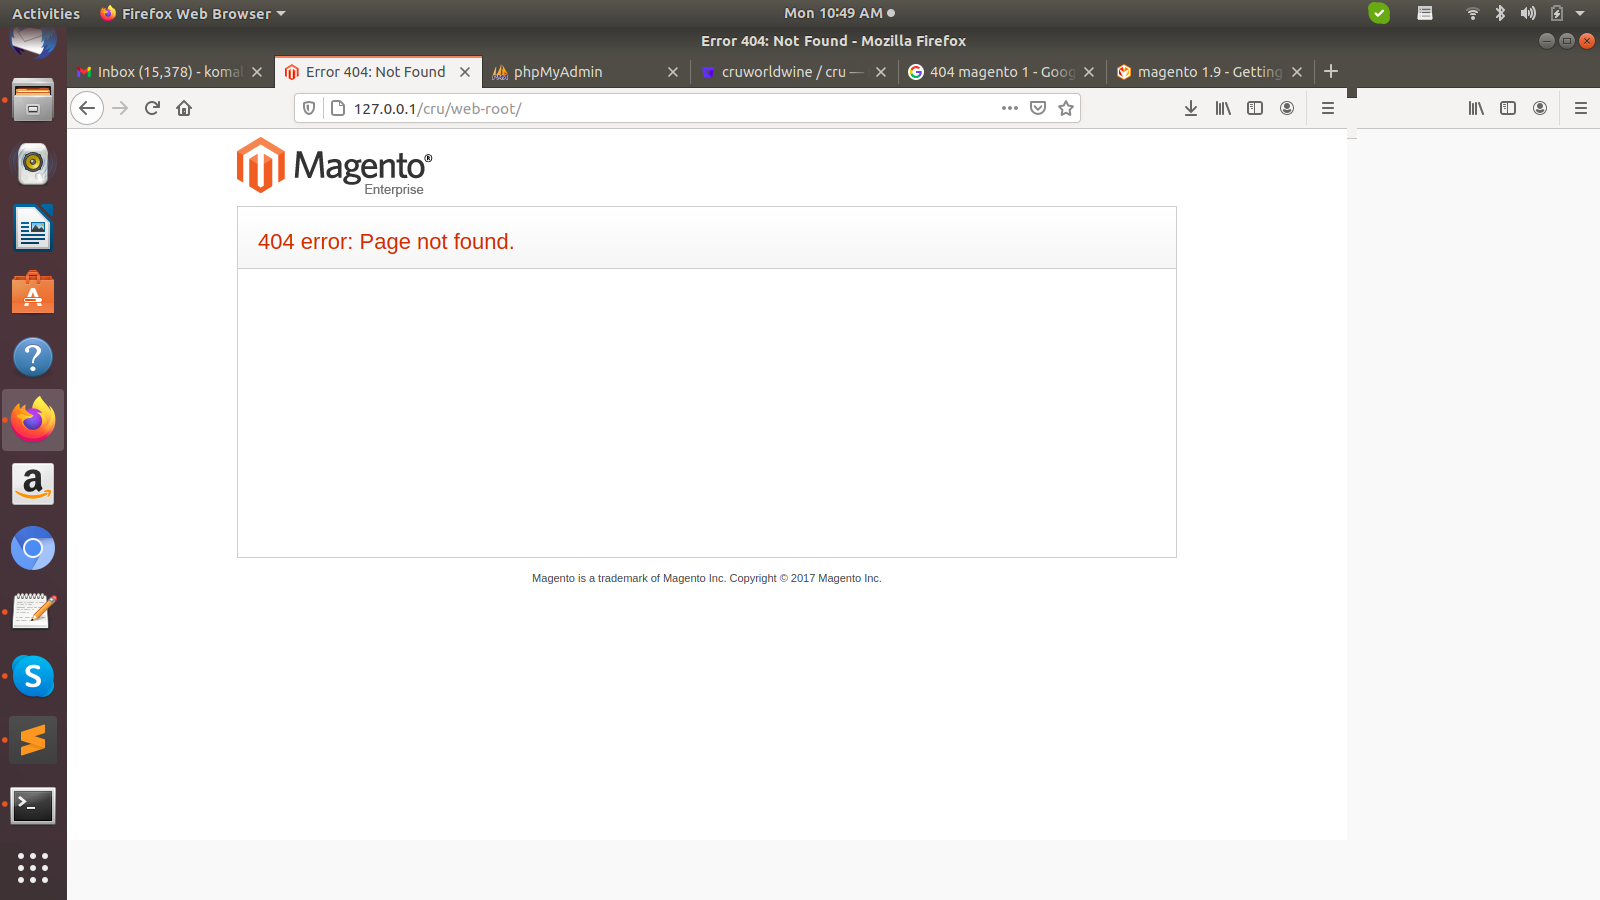 Activities Firefox Web Browser Mon 10:49 AM
Error 404: Not Found - Mozilla Firefox
Inbox (15,378) - komal Error 404: Not Found phpMyAdmin cruworldwine / cru — 404 magento 1 - Goog magento 1.9 - Getting
127.0.0.1/cru/web-root/
Magento®
Enterprise
404 error: Page not found.
Magento is a trademark of Magento Inc. Copyright © 2017 Magento Inc.